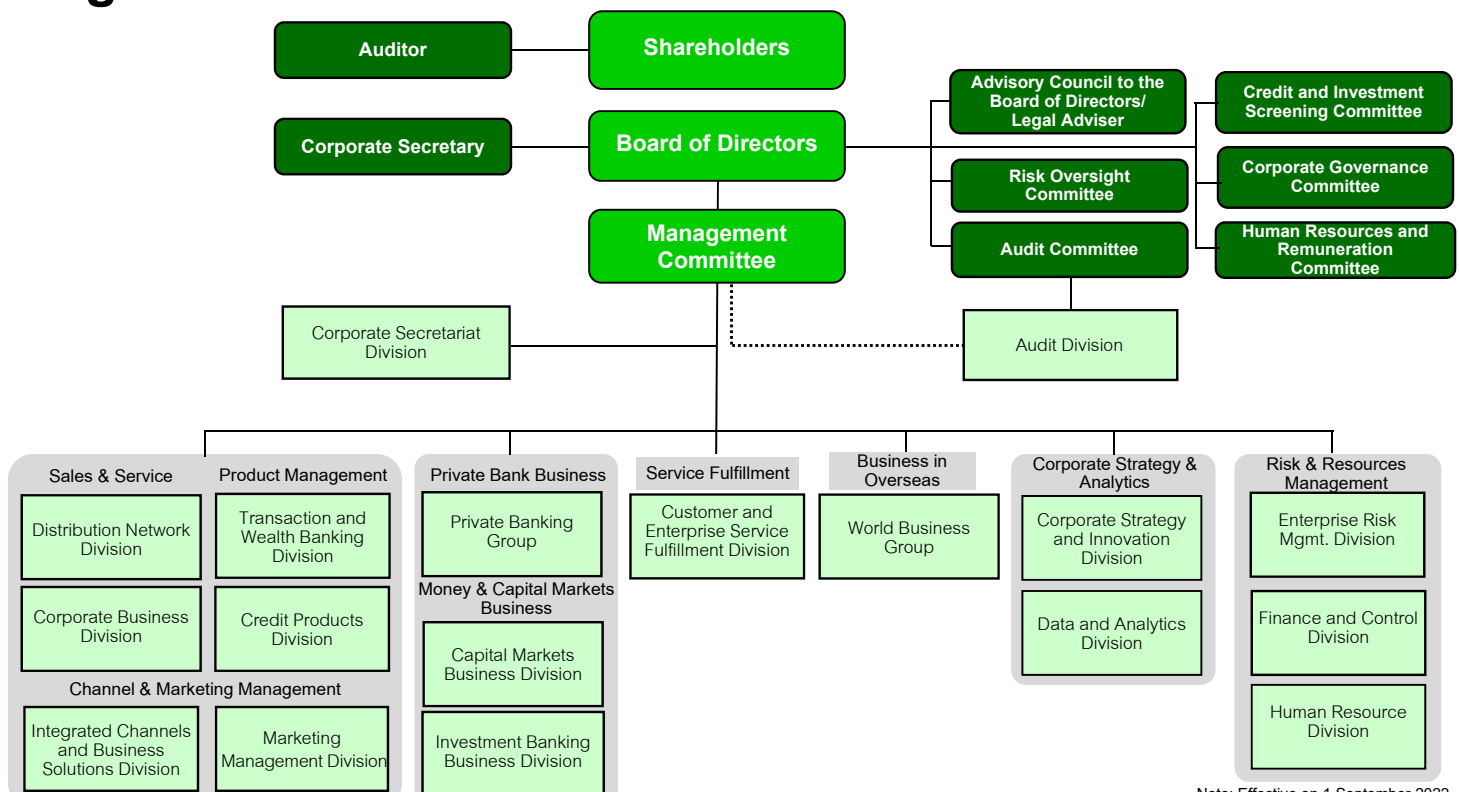 Auditor
Shareholders
Corporate Secretary
Board of Directors
Advisory Council to the
Board of Directors/
Legal Adviser
Credit and Investment
Screening Committee
Risk Oversight
Committee
Corporate Governance
Committee
Management
Committee
Audit Committee
Human Resources and
Remuneration
Committee
Corporate Secretariat
Division
Audit Division
Sales & Service
Product Management
Distribution Network
Division
Transaction and
Wealth Banking
Division
Corporate Business
Division
Credit Products
Division
Channel & Marketing Management
Integrated Channels
and Business
Solutions Division
Marketing
Management Division
Private Bank Business
Private Banking
Group
Money & Capital Markets
Business
Capital Markets
Business Division
Investment Banking
Business Division
Service Fulfillment
Customer and
Enterprise Service
Fulfillment Division
Business in
Overseas
World Business
Group
Corporate Strategy &
Analytics
Corporate Strategy
and Innovation
Division
Data and Analytics
Division
Risk & Resources
Management
Enterprise Risk
Mgmt. Division
Finance and Control
Division
Human Resource
Division
Note: Effective on 1 September